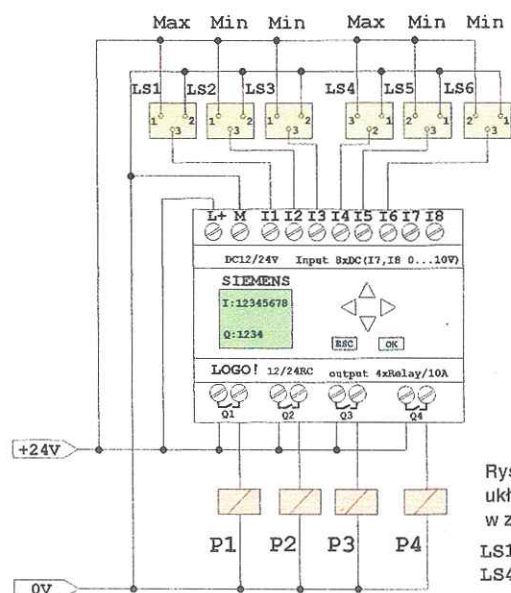 Max Min Min Max Min Min
LS1 LS2 LS3 LS4 LS5 LS6
1 2 1 2 1 2 3 1 2 1 2 1
3 3 3 2 3 3
L+ M I1 I2 I3 I4 I5 I6 I7 I8
DC12/24V Input 8xDC(I7,I8 0...10V)
SIEMENS
I:12345678
Q:1234
ESC OK
LOGO! 12/24RC output 4xRelay/10A
Q1 Q2 Q3 Q4
+24V
P1 P2 P3 P4
0V
Rys
ukł
w z
LS1
LS4